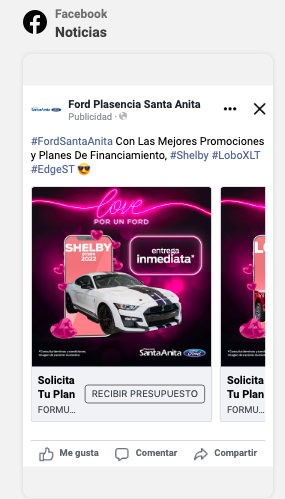 Facebook
Noticias
Ford Plasencia Santa Anita
Publicidad ·
#FordSantaAnita Con Las Mejores Promociones
y Planes De Financiamiento, #Shelby #LoboXLT
#EdgeST 😎
love
POR UN FORD
SHELBY
2022
entrega
inmediata*
SantaAnita
Ford
Solicita
Tu Plan
FORMU...
RECIBIR PRESUPUESTO
Solicita
Tu Plan
FORMU...
Me gusta
Comentar
Compartir